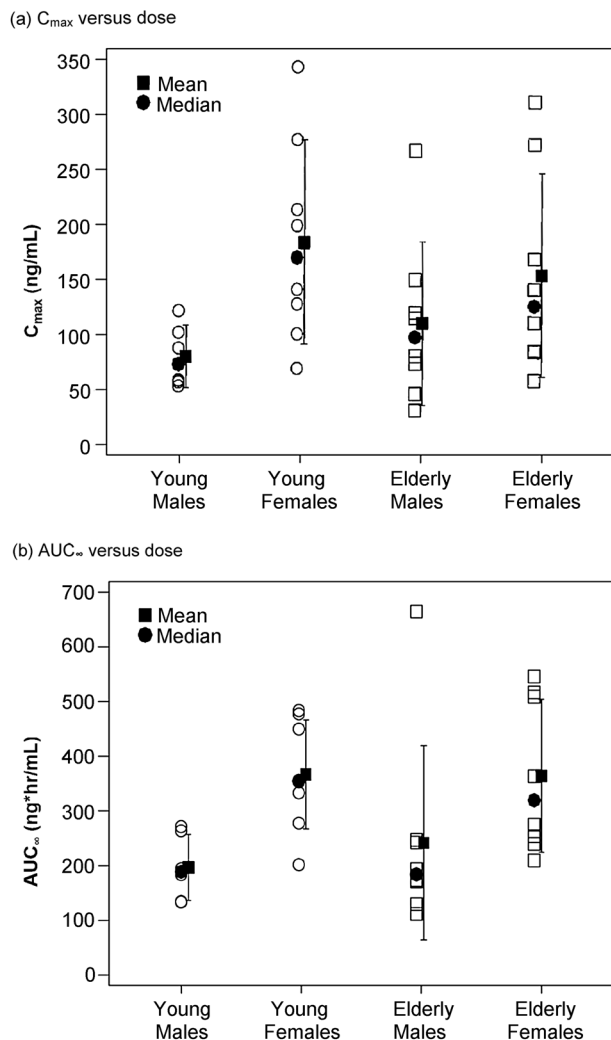 (a) Cmax versus dose
350
300
250
200
150
100
50
0
Cmax (ng/mL)
Mean
Median
Young Males
Young Females
Elderly Males
Elderly Females
(b) AUC∞ versus dose
700
600
500
400
300
200
100
0
AUC∞ (ng*hr/mL)
Mean
Median
Young Males
Young Females
Elderly Males
Elderly Females